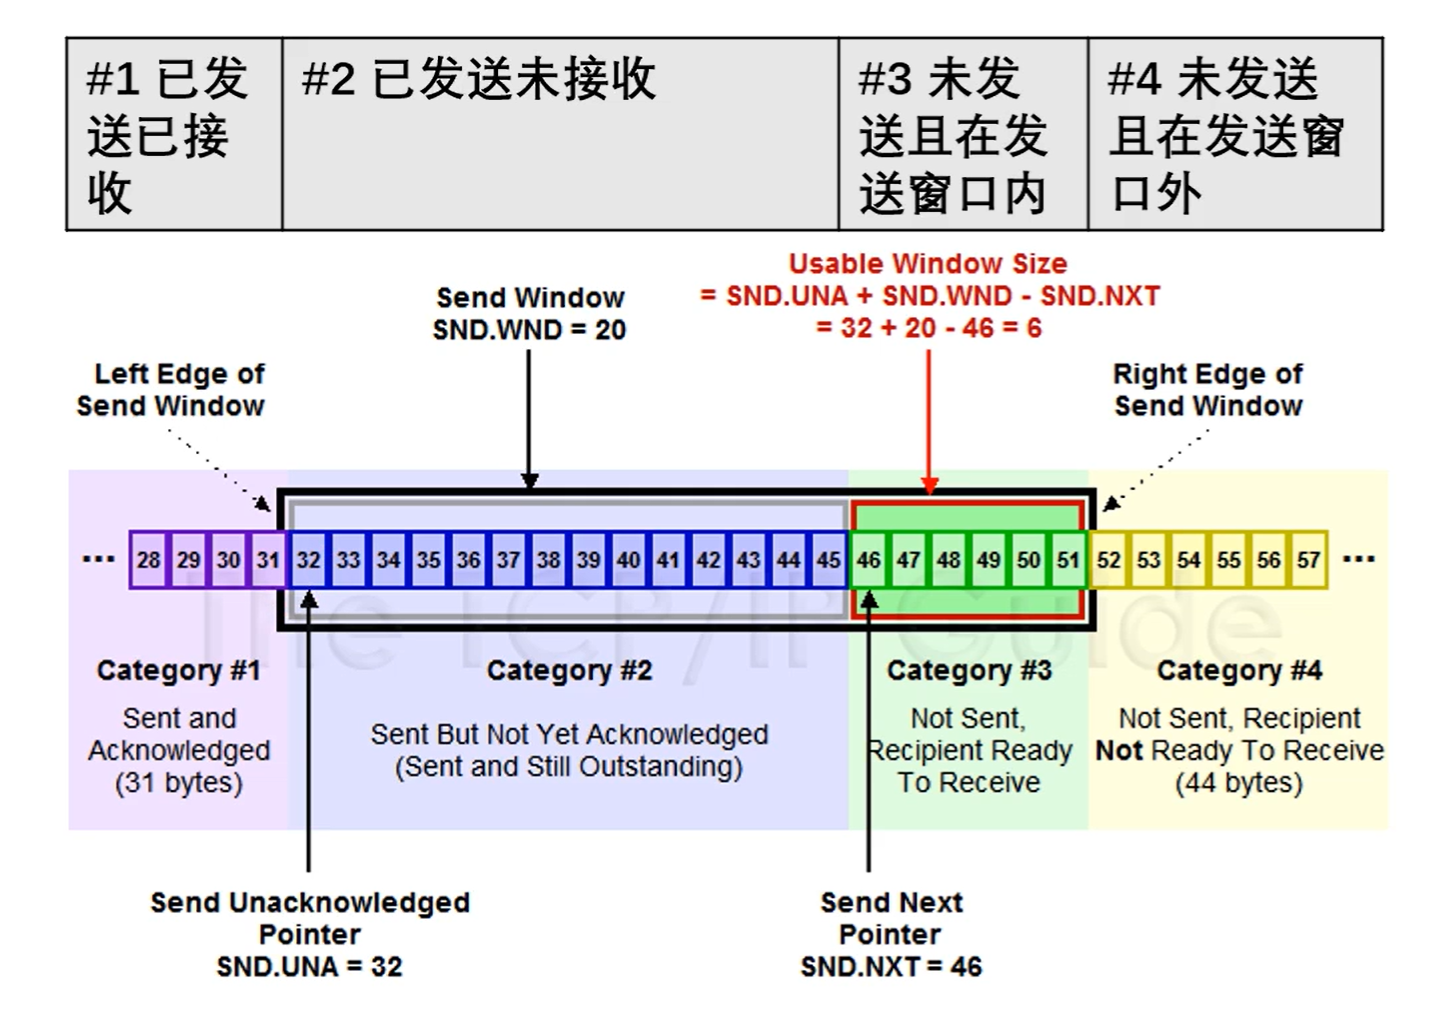 #1 已发
送已接
收
#2 已发送未接收
#3 未发
送且在发
送窗口内
#4 未发送
且在发送窗
口外
Usable Window Size
= SND.UNA + SND.WND - SND.NXT
= 32 + 20 - 46 = 6
Send Window
SND.WND = 20
Left Edge of
Send Window
Right Edge of
Send Window
... 28 29 30 31 32 33 34 35 36 37 38 39 40 41 42 43 44 45 46 47 48 49 50 51 52 53 54 55 56 57 ...
The TCP/IP Guide
Category #1
Sent and
Acknowledged
(31 bytes)
Category #2
Sent But Not Yet Acknowledged
(Sent and Still Outstanding)
Category #3
Not Sent,
Recipient Ready
To Receive
Category #4
Not Sent, Recipient
Not Ready To Receive
(44 bytes)
Send Unacknowledged
Pointer
SND.UNA = 32
Send Next
Pointer
SND.NXT = 46